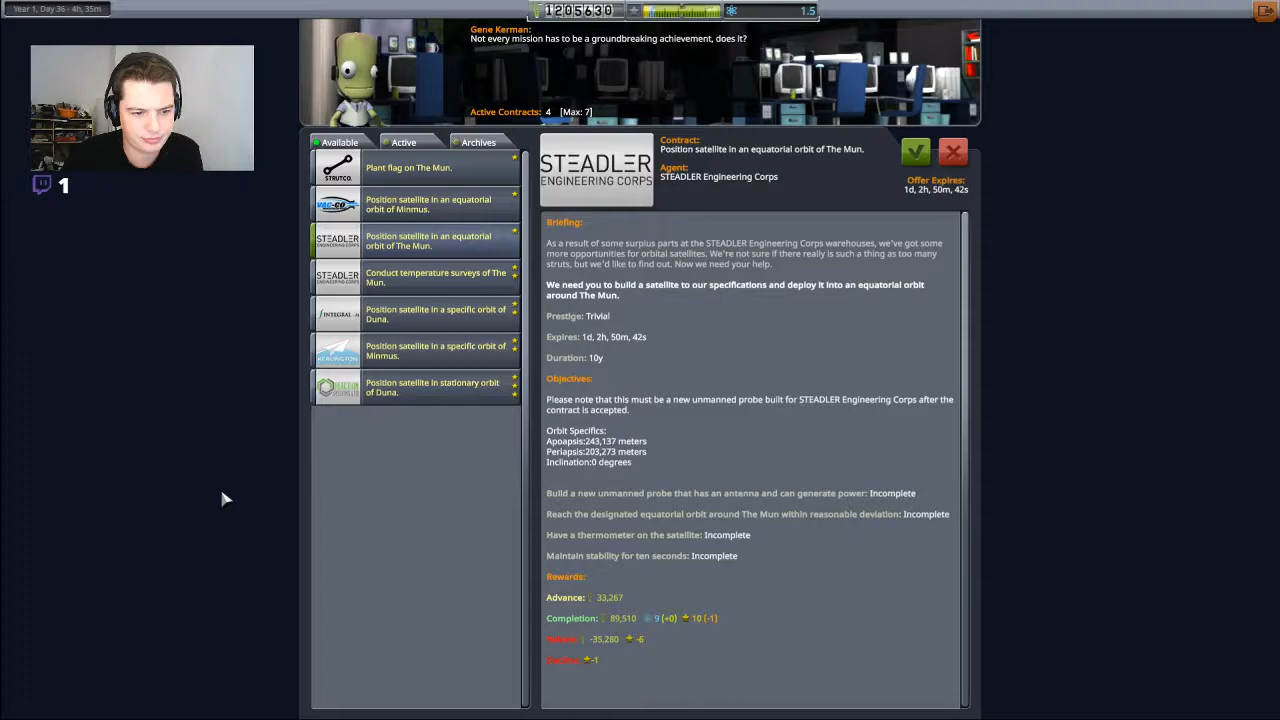 Year 1, Day 36 - 4h, 35m
1205630
1.5
Gene Kerman:
Not every mission has to be a groundbreaking achievement, does it?
Active Contracts: 4 [Max: 7]
Available
Active
Archives
STRUTCO.
Plant flag on The Mun.
VAC-CO
Position satellite in an equatorial
orbit of Minmus.
STEADLER
ENGINEERING CORPS
Position satellite in an equatorial
orbit of The Mun.
STEADLER
ENGINEERING CORPS
Conduct temperature surveys of The
Mun.
INTEGRAL
Position satellite in a specific orbit of
Duna.
KERLINGTON
Position satellite in a specific orbit of
Minmus.
Position satellite in stationary orbit
of Duna.
1
STEADLER
ENGINEERING CORPS
Contract:
Position satellite in an equatorial orbit of The Mun.
Agent:
STEADLER Engineering Corps
Offer Expires:
1d, 2h, 50m, 42s
Briefing:
As a result of some surplus parts at the STEADLER Engineering Corps warehouses, we've got some
more opportunities for orbital satellites. We're not sure if there really is such a thing as too many
struts, but we'd like to find out. Now we need your help.
We need you to build a satellite to our specifications and deploy it into an equatorial orbit
around The Mun.
Prestige: Trivial
Expires: 1d, 2h, 50m, 42s
Duration: 10y
Objectives:
Please note that this must be a new unmanned probe built for STEADLER Engineering Corps after the
contract is accepted.
Orbit Specifics:
Apoapsis:243,137 meters
Periapsis:203,273 meters
Inclination:0 degrees
Build a new unmanned probe that has an antenna and can generate power: Incomplete
Reach the designated equatorial orbit around The Mun within reasonable deviation: Incomplete
Have a thermometer on the satellite: Incomplete
Maintain stability for ten seconds: Incomplete
Rewards:
Advance: 33,267
Completion: 89,510 9 (+0) 10 (-1)
-35,280 -6
-1